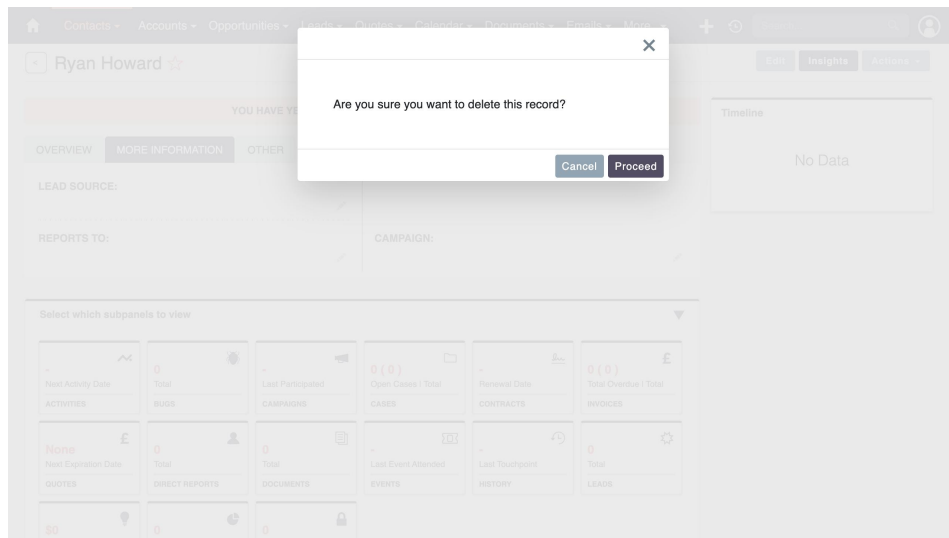 Contacts Accounts Opportunities Leads Quotes Calendar Documents Emails More
Ryan Howard
Edit Insights Actions
Are you sure you want to delete this record?
Cancel Proceed
YOU HAVE YE
Timeline
No Data
OVERVIEW MORE INFORMATION OTHER
LEAD SOURCE:
REPORTS TO: CAMPAIGN:
Select which subpanels to view
- 0 - 0 ( 0 ) - 0 ( 0 )
Next Activity Date Total Last Participated Open Cases / Total Renewal Date Total Overdue / Total
ACTIVITIES BUGS CAMPAIGNS CASES CONTRACTS INVOICES
None 0 0 - - 0
Next Expiration Date Total Total Last Event Attended Last Touchpoint Total
QUOTES DIRECT REPORTS DOCUMENTS EVENTS HISTORY LEADS
$0 0 0